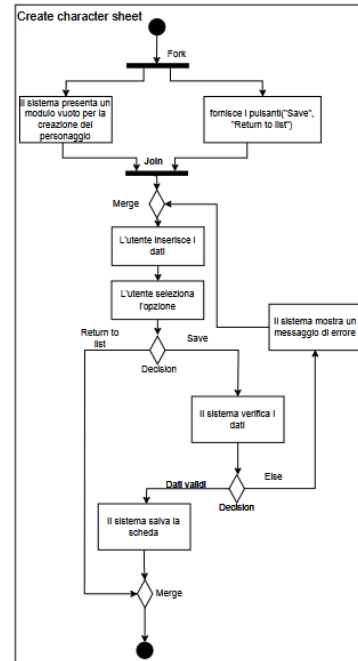 Create character sheet
Fork
Il sistema presenta un
modulo vuoto per la
creazione del
personaggio
fornisce i pulsanti("Save",
"Return to list")
Join
Merge
L'utente inserisce i
dati
L'utente seleziona
l'opzione
Il sistema mostra un
messaggio di errore
Return to
list
Save
Decision
Il sistema verifica i
dati
Dati validi
Else
Decision
Il sistema salva la
scheda
Merge